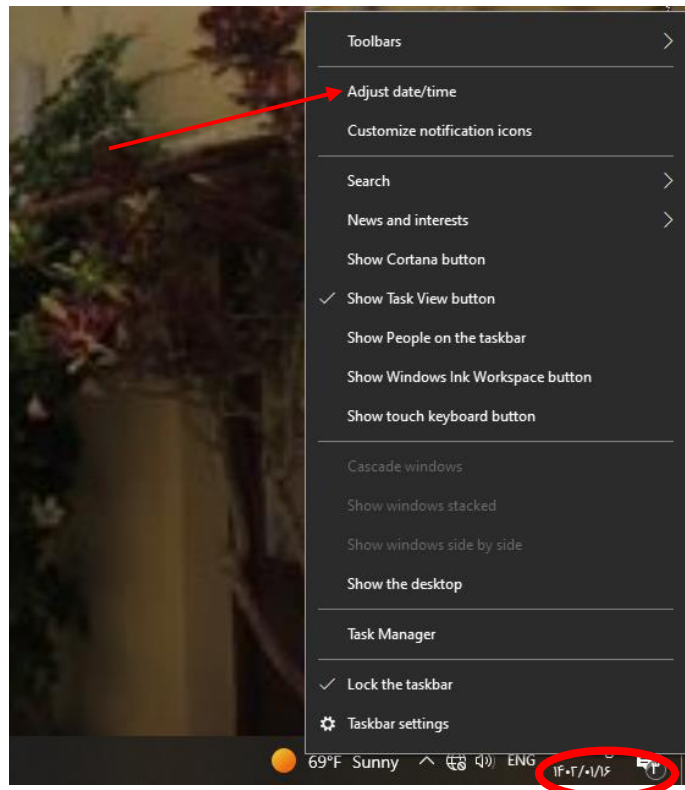 Toolbars
Adjust date/time
Customize notification icons
Search
News and interests
Show Cortana button
Show Task View button
Show People on the taskbar
Show Windows Ink Workspace button
Show touch keyboard button
Cascade windows
Show windows stacked
Show windows side by side
Show the desktop
Task Manager
Lock the taskbar
Taskbar settings
69°F Sunny ENG
۱۴۰۲/۰۱/۱۶